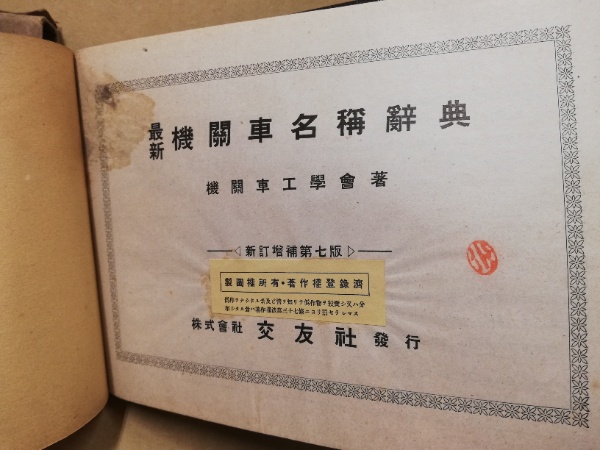 最新 機關車名稱辭典
機關車工學會著
新訂增補第七版
製圖權所有・著作權登錄濟
株式會社 交友社 發行